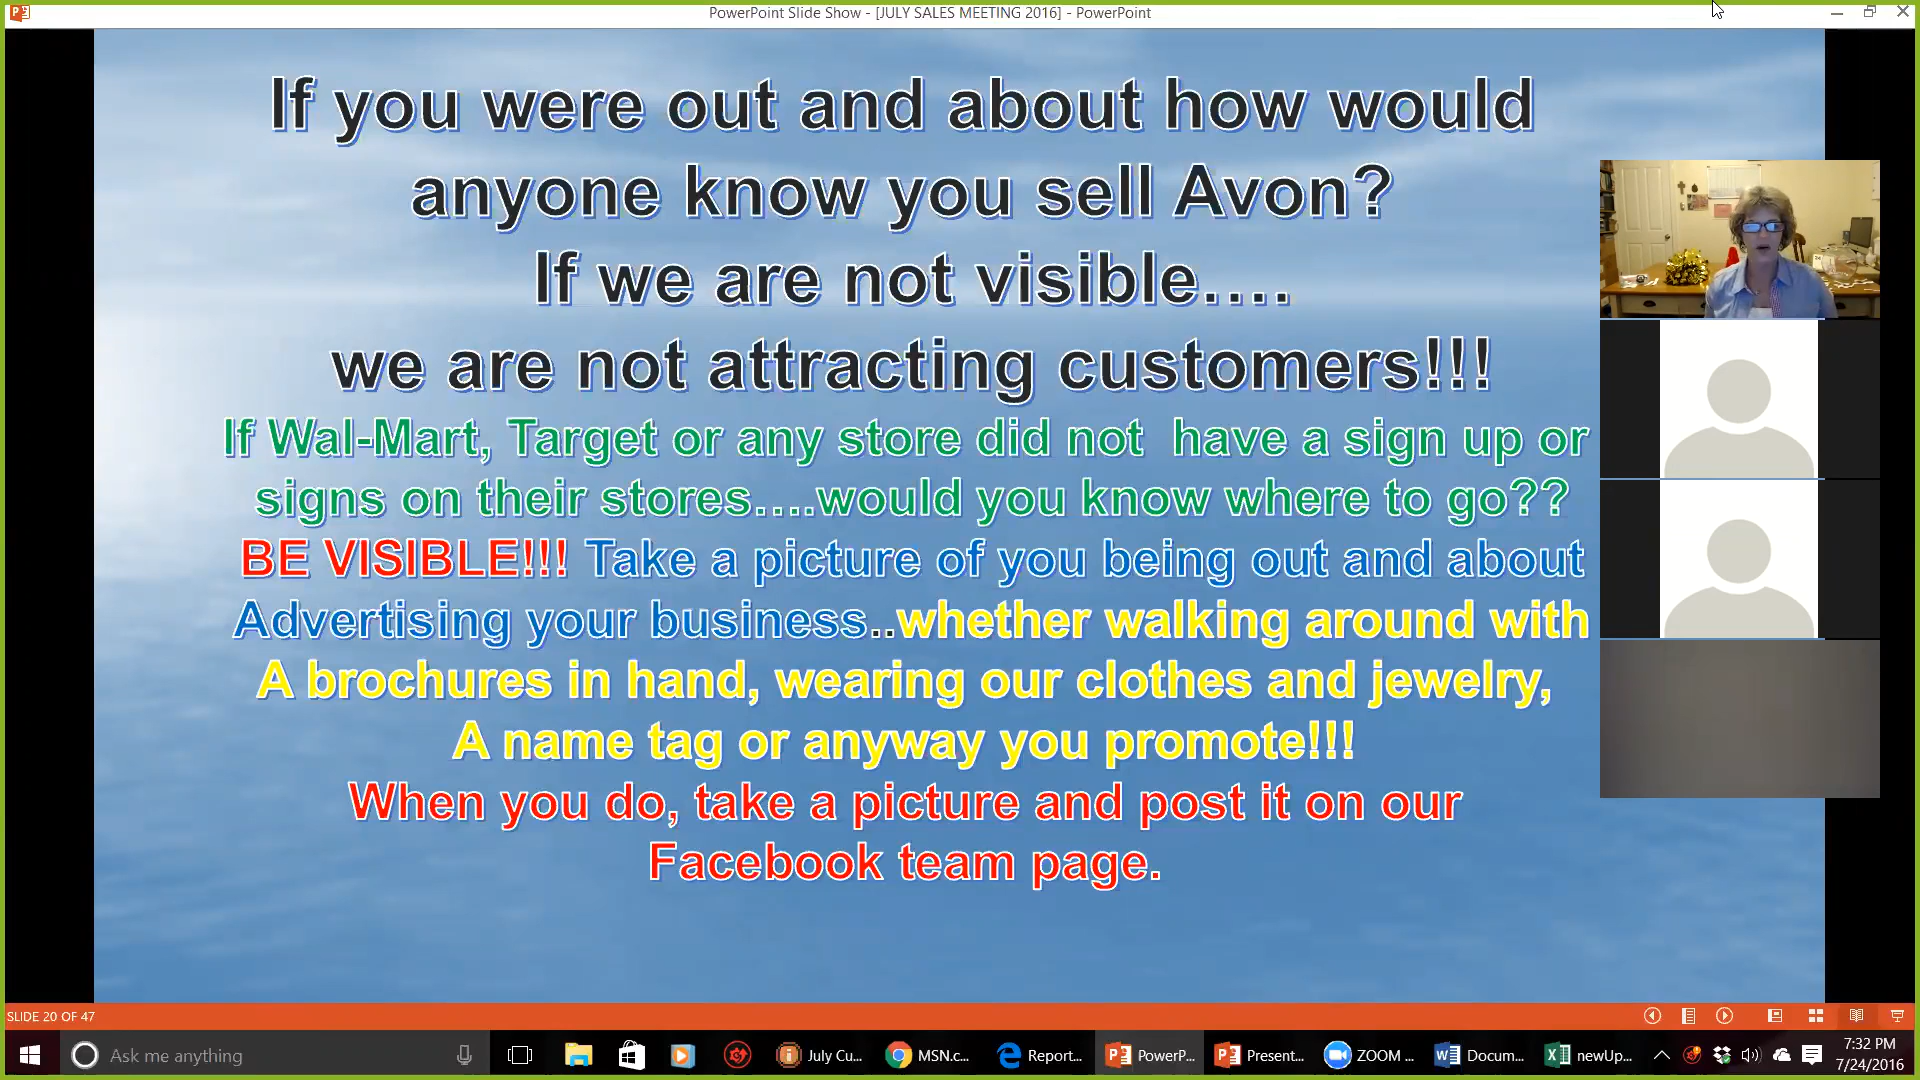 PowerPoint Slide Show - [JULY SALES MEETING 2016] - PowerPoint
If you were out and about how would
anyone know you sell Avon?
If we are not visible....
we are not attracting customers!!!
If Wal-Mart, Target or any store did not have a sign up or
signs on their stores....would you know where to go??
BE VISIBLE!!! Take a picture of you being out and about
Advertising your business..whether walking around with
A brochures in hand, wearing our clothes and jewelry,
A name tag or anyway you promote!!!
When you do, take a picture and post it on our
Facebook team page.
SLIDE 20 OF 47
Ask me anything
July Cu...
MSN.c...
Report...
PowerP...
Present...
ZOOM ...
Docum...
newUp...
7:32 PM
7/24/2016